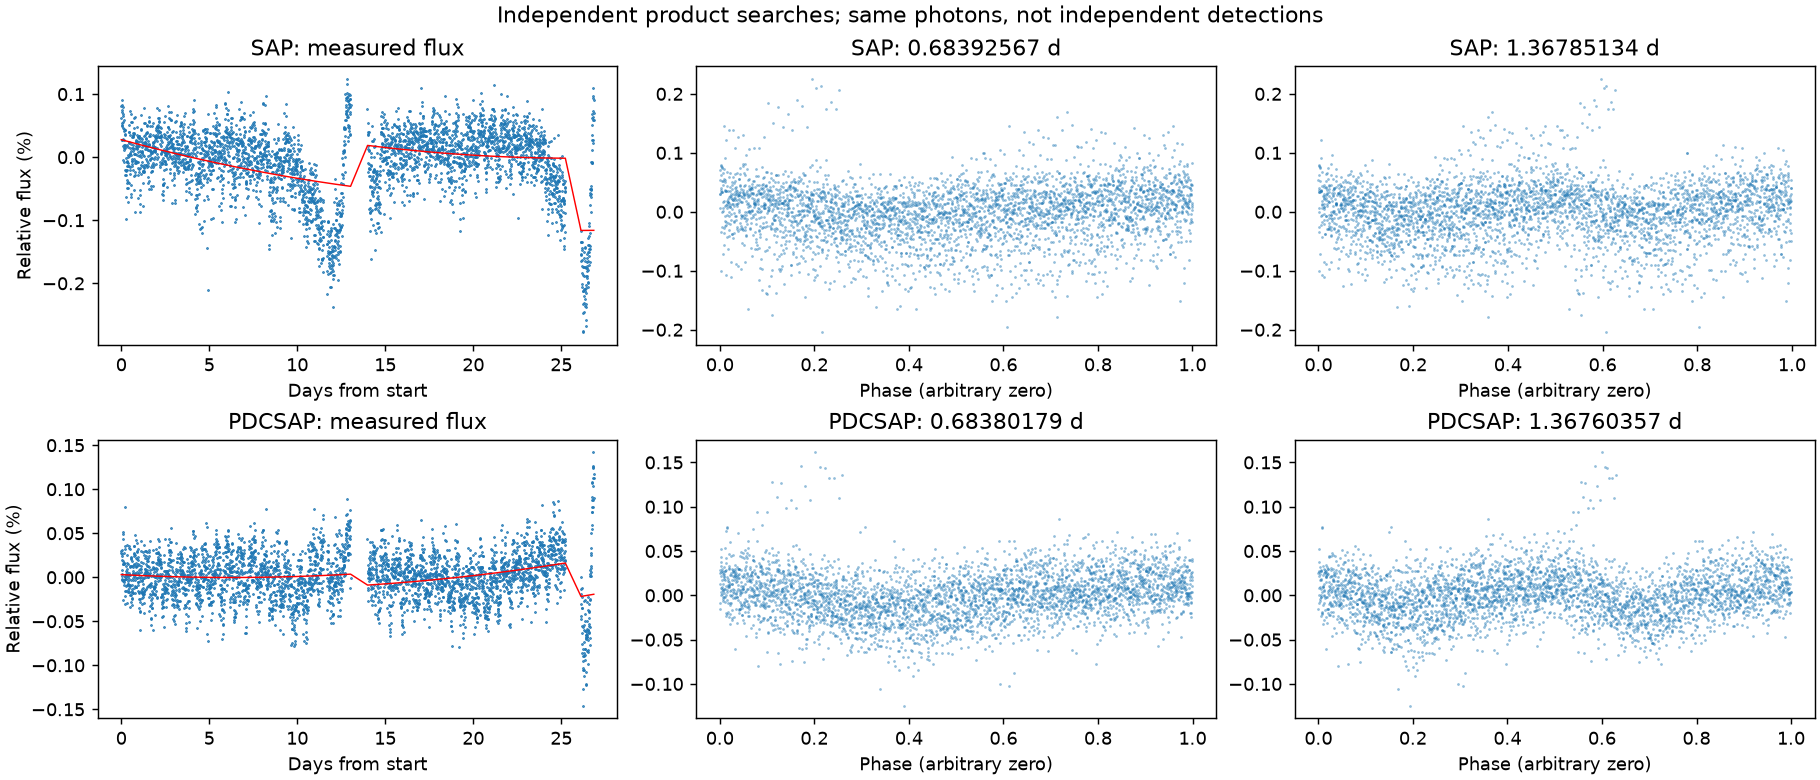 Independent product searches; same photons, not independent detections
SAP: measured flux
SAP: 0.68392567 d
SAP: 1.36785134 d
Relative flux (%)
0.1
0.0
−0.1
−0.2
0 5 10 15 20 25
Days from start
0.2
0.1
0.0
−0.1
−0.2
0.0 0.2 0.4 0.6 0.8 1.0
Phase (arbitrary zero)
0.2
0.1
0.0
−0.1
−0.2
0.0 0.2 0.4 0.6 0.8 1.0
Phase (arbitrary zero)
PDCSAP: measured flux
PDCSAP: 0.68380179 d
PDCSAP: 1.36760357 d
Relative flux (%)
0.15
0.10
0.05
0.00
−0.05
−0.10
−0.15
0 5 10 15 20 25
Days from start
0.15
0.10
0.05
0.00
−0.05
−0.10
0.0 0.2 0.4 0.6 0.8 1.0
Phase (arbitrary zero)
0.15
0.10
0.05
0.00
−0.05
−0.10
0.0 0.2 0.4 0.6 0.8 1.0
Phase (arbitrary zero)